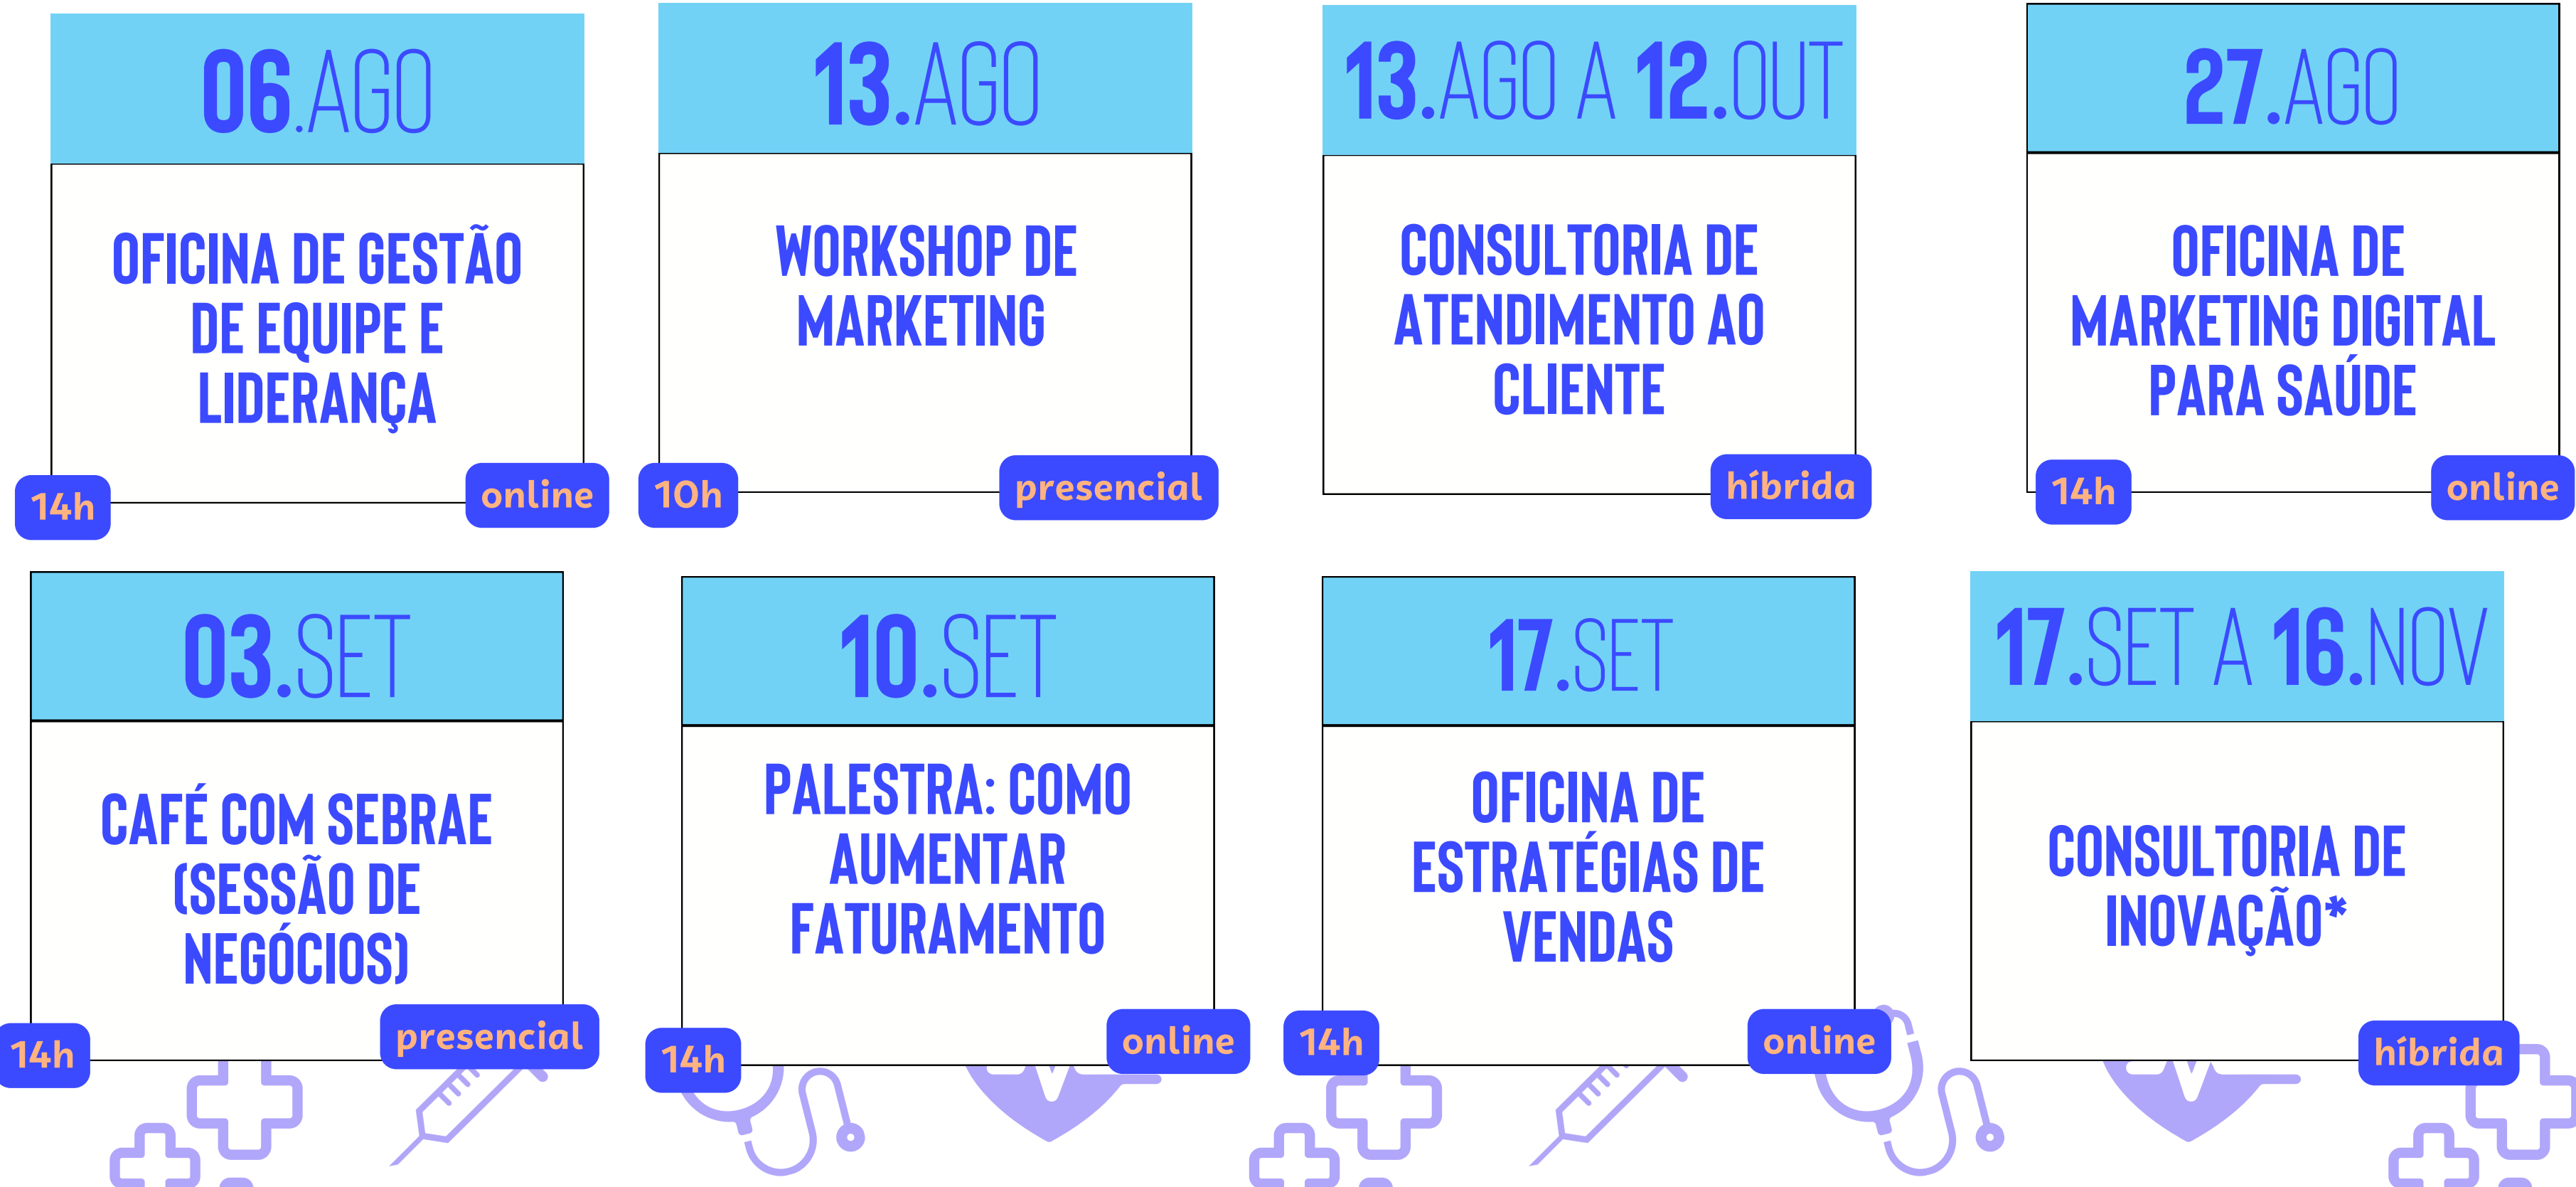 06.AGO
OFICINA DE GESTÃO
DE EQUIPE E
LIDERANÇA
14h
online
13.AGO
WORKSHOP DE
MARKETING
10h
presencial
13.AGO A 12.OUT
CONSULTORIA DE
ATENDIMENTO AO
CLIENTE
híbrida
27.AGO
OFICINA DE
MARKETING DIGITAL
PARA SAÚDE
14h
online
03.SET
CAFÉ COM SEBRAE
(SESSÃO DE
NEGÓCIOS)
14h
presencial
10.SET
PALESTRA: COMO
AUMENTAR
FATURAMENTO
14h
online
17.SET
OFICINA DE
ESTRATÉGIAS DE
VENDAS
14h
online
17.SET A 16.NOV
CONSULTORIA DE
INOVAÇÃO*
híbrida